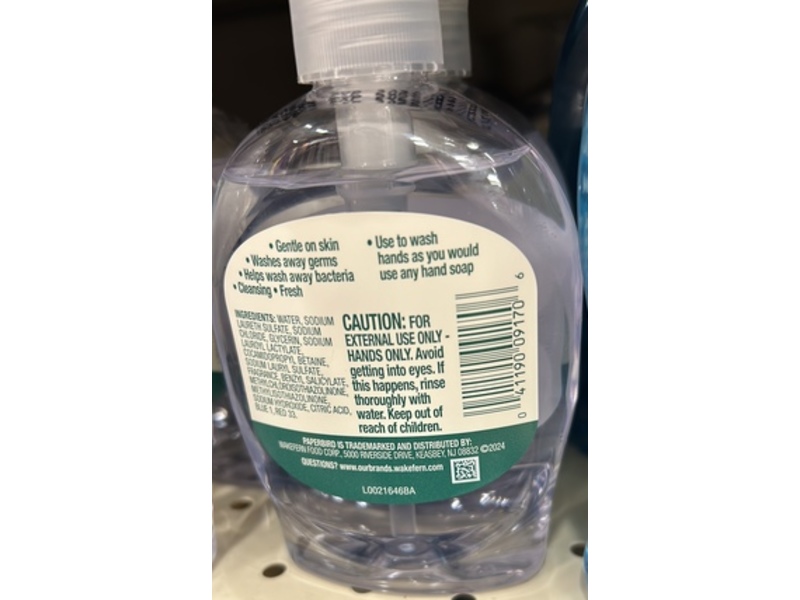 • Gentle on skin
• Washes away germs
• Helps wash away bacteria
• Cleansing • Fresh
• Use to wash
hands as you would
use any hand soap
INGREDIENTS: WATER, SODIUM
LAURETH SULFATE, SODIUM
CHLORIDE, GLYCERIN, SODIUM
LAUROYL LACTYLATE,
COCAMIDOPROPYL BETAINE,
SODIUM LAURYL SULFATE,
FRAGRANCE, BENZYL SALICYLATE,
METHYLCHLOROISOTHIAZOLINONE,
METHYLISOTHIAZOLINONE,
SODIUM HYDROXIDE, CITRIC ACID,
BLUE 1, RED 33.
CAUTION: FOR
EXTERNAL USE ONLY -
HANDS ONLY. Avoid
getting into eyes. If
this happens, rinse
thoroughly with
water. Keep out of
reach of children.
0 41190 09170 6
PAPERBIRD IS TRADEMARKED AND DISTRIBUTED BY:
WAKEFERN FOOD CORP., 5000 RIVERSIDE DRIVE, KEASBEY, NJ 08832 ©2024
QUESTIONS? www.ourbrands.wakefern.com
L0021646BA